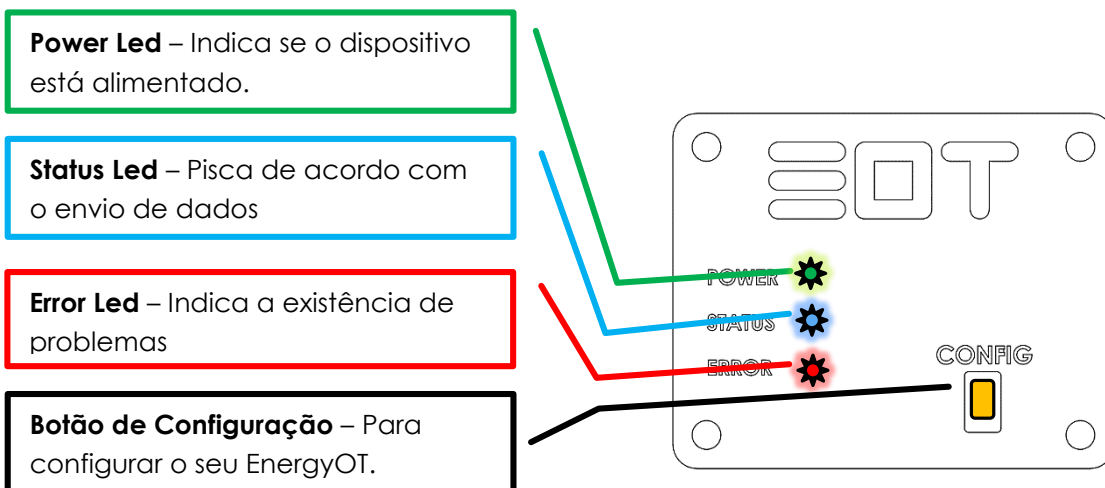 Power Led – Indica se o dispositivo
está alimentado.
Status Led – Pisca de acordo com
o envio de dados
Error Led – Indica a existência de
problemas
Botão de Configuração – Para
configurar o seu EnergyOT.
EOT
POWER
STATUS
ERROR
CONFIG